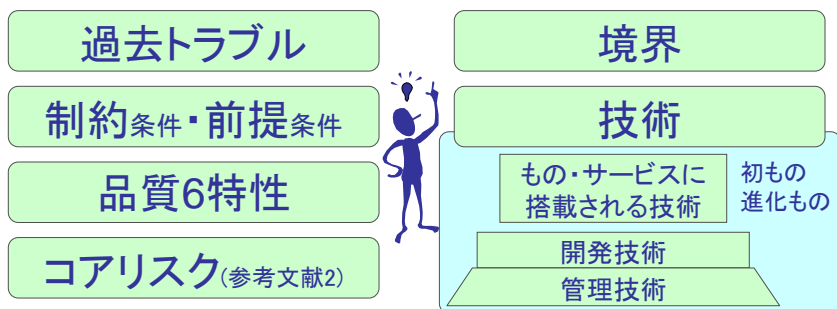 過去トラブル
制約条件・前提条件
品質6特性
コアリスク(参考文献2)
境界
技術
もの・サービスに
搭載される技術
初もの
進化もの
開発技術
管理技術